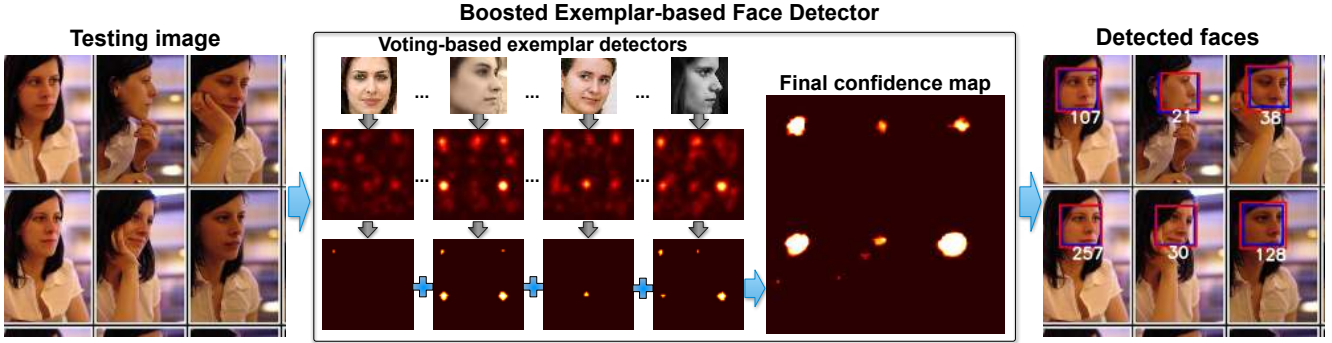 Boosted Exemplar-based Face Detector
Testing image
Voting-based exemplar detectors
Detected faces
... ... ...
Final confidence map
... ... ...
107 21 38
257 30 128